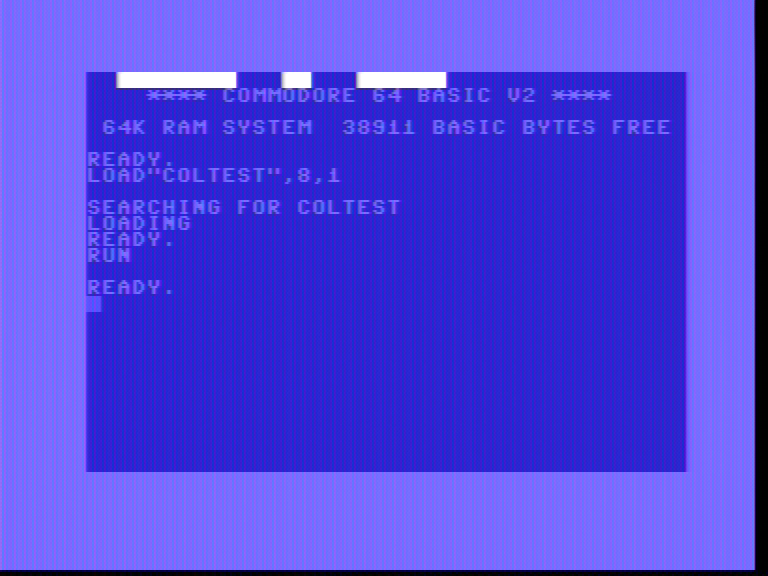 **** COMMODORE 64 BASIC V2 ****
64K RAM SYSTEM  38911 BASIC BYTES FREE
READY.
LOAD"COLTEST",8,1
SEARCHING FOR COLTEST
LOADING
READY.
RUN
READY.